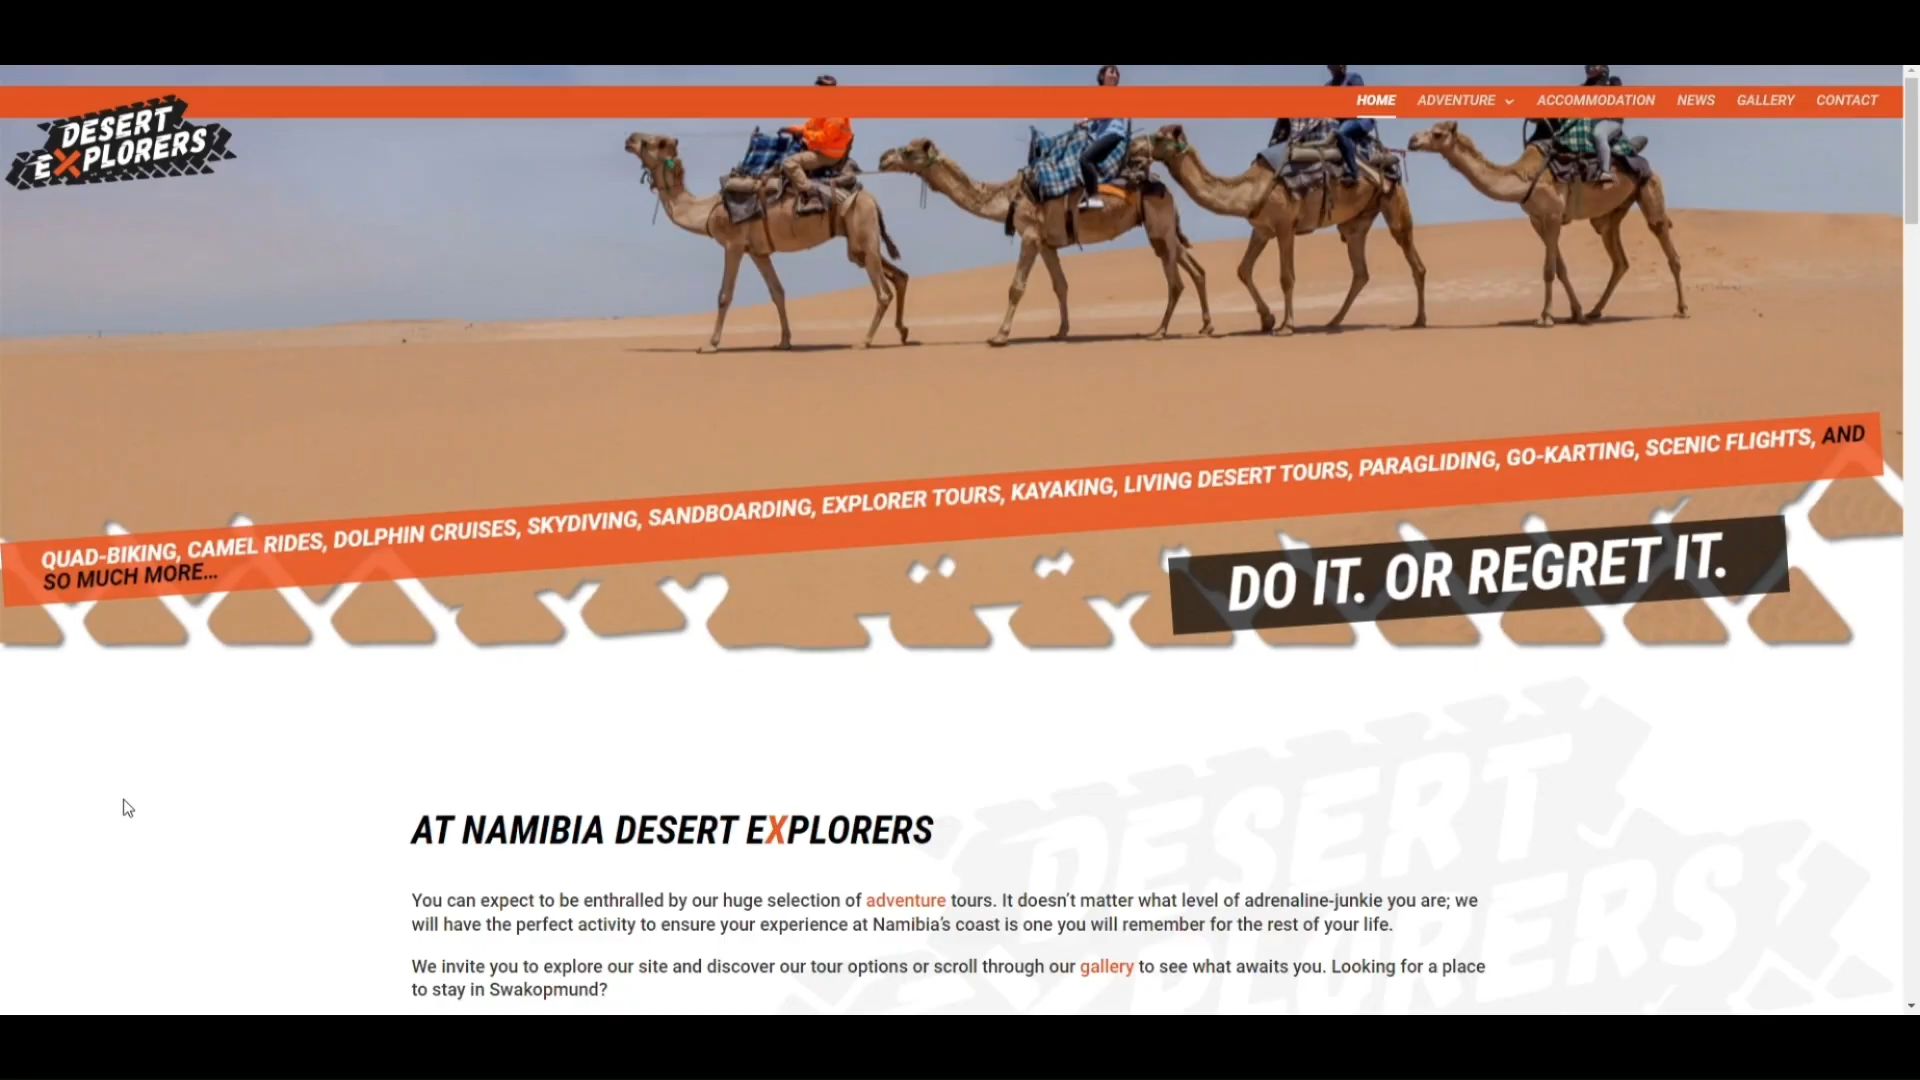 HOME ADVENTURE ACCOMMODATION NEWS GALLERY CONTACT
DESERT
EXPLORERS
QUAD-BIKING, CAMEL RIDES, DOLPHIN CRUISES, SKYDIVING, SANDBOARDING, EXPLORER TOURS, KAYAKING, LIVING DESERT TOURS, PARAGLIDING, GO-KARTING, SCENIC FLIGHTS, AND
SO MUCH MORE...
DO IT. OR REGRET IT.
DESERT
EXPLORERS
AT NAMIBIA DESERT EXPLORERS
You can expect to be enthralled by our huge selection of adventure tours. It doesn’t matter what level of adrenaline-junkie you are; we
will have the perfect activity to ensure your experience at Namibia’s coast is one you will remember for the rest of your life.
We invite you to explore our site and discover our tour options or scroll through our gallery to see what awaits you. Looking for a place
to stay in Swakopmund?